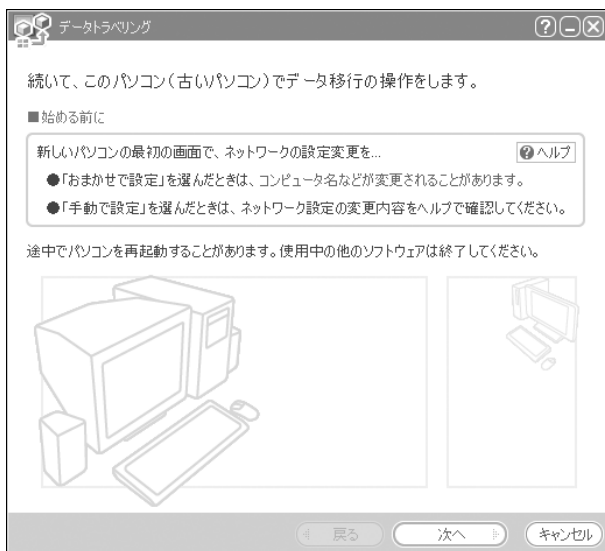 データトラベリング
続いて、このパソコン（古いパソコン）でデータ移行の操作をします。
■始める前に
新しいパソコンの最初の画面で、ネットワークの設定変更を...
?ヘルプ
●「おまかせで設定」を選んだときは、コンピュータ名などが変更されることがあります。
●「手動で設定」を選んだときは、ネットワーク設定の変更内容をヘルプで確認してください。
途中でパソコンを再起動することがあります。使用中の他のソフトウェアは終了してください。
戻る
次へ
キャンセル